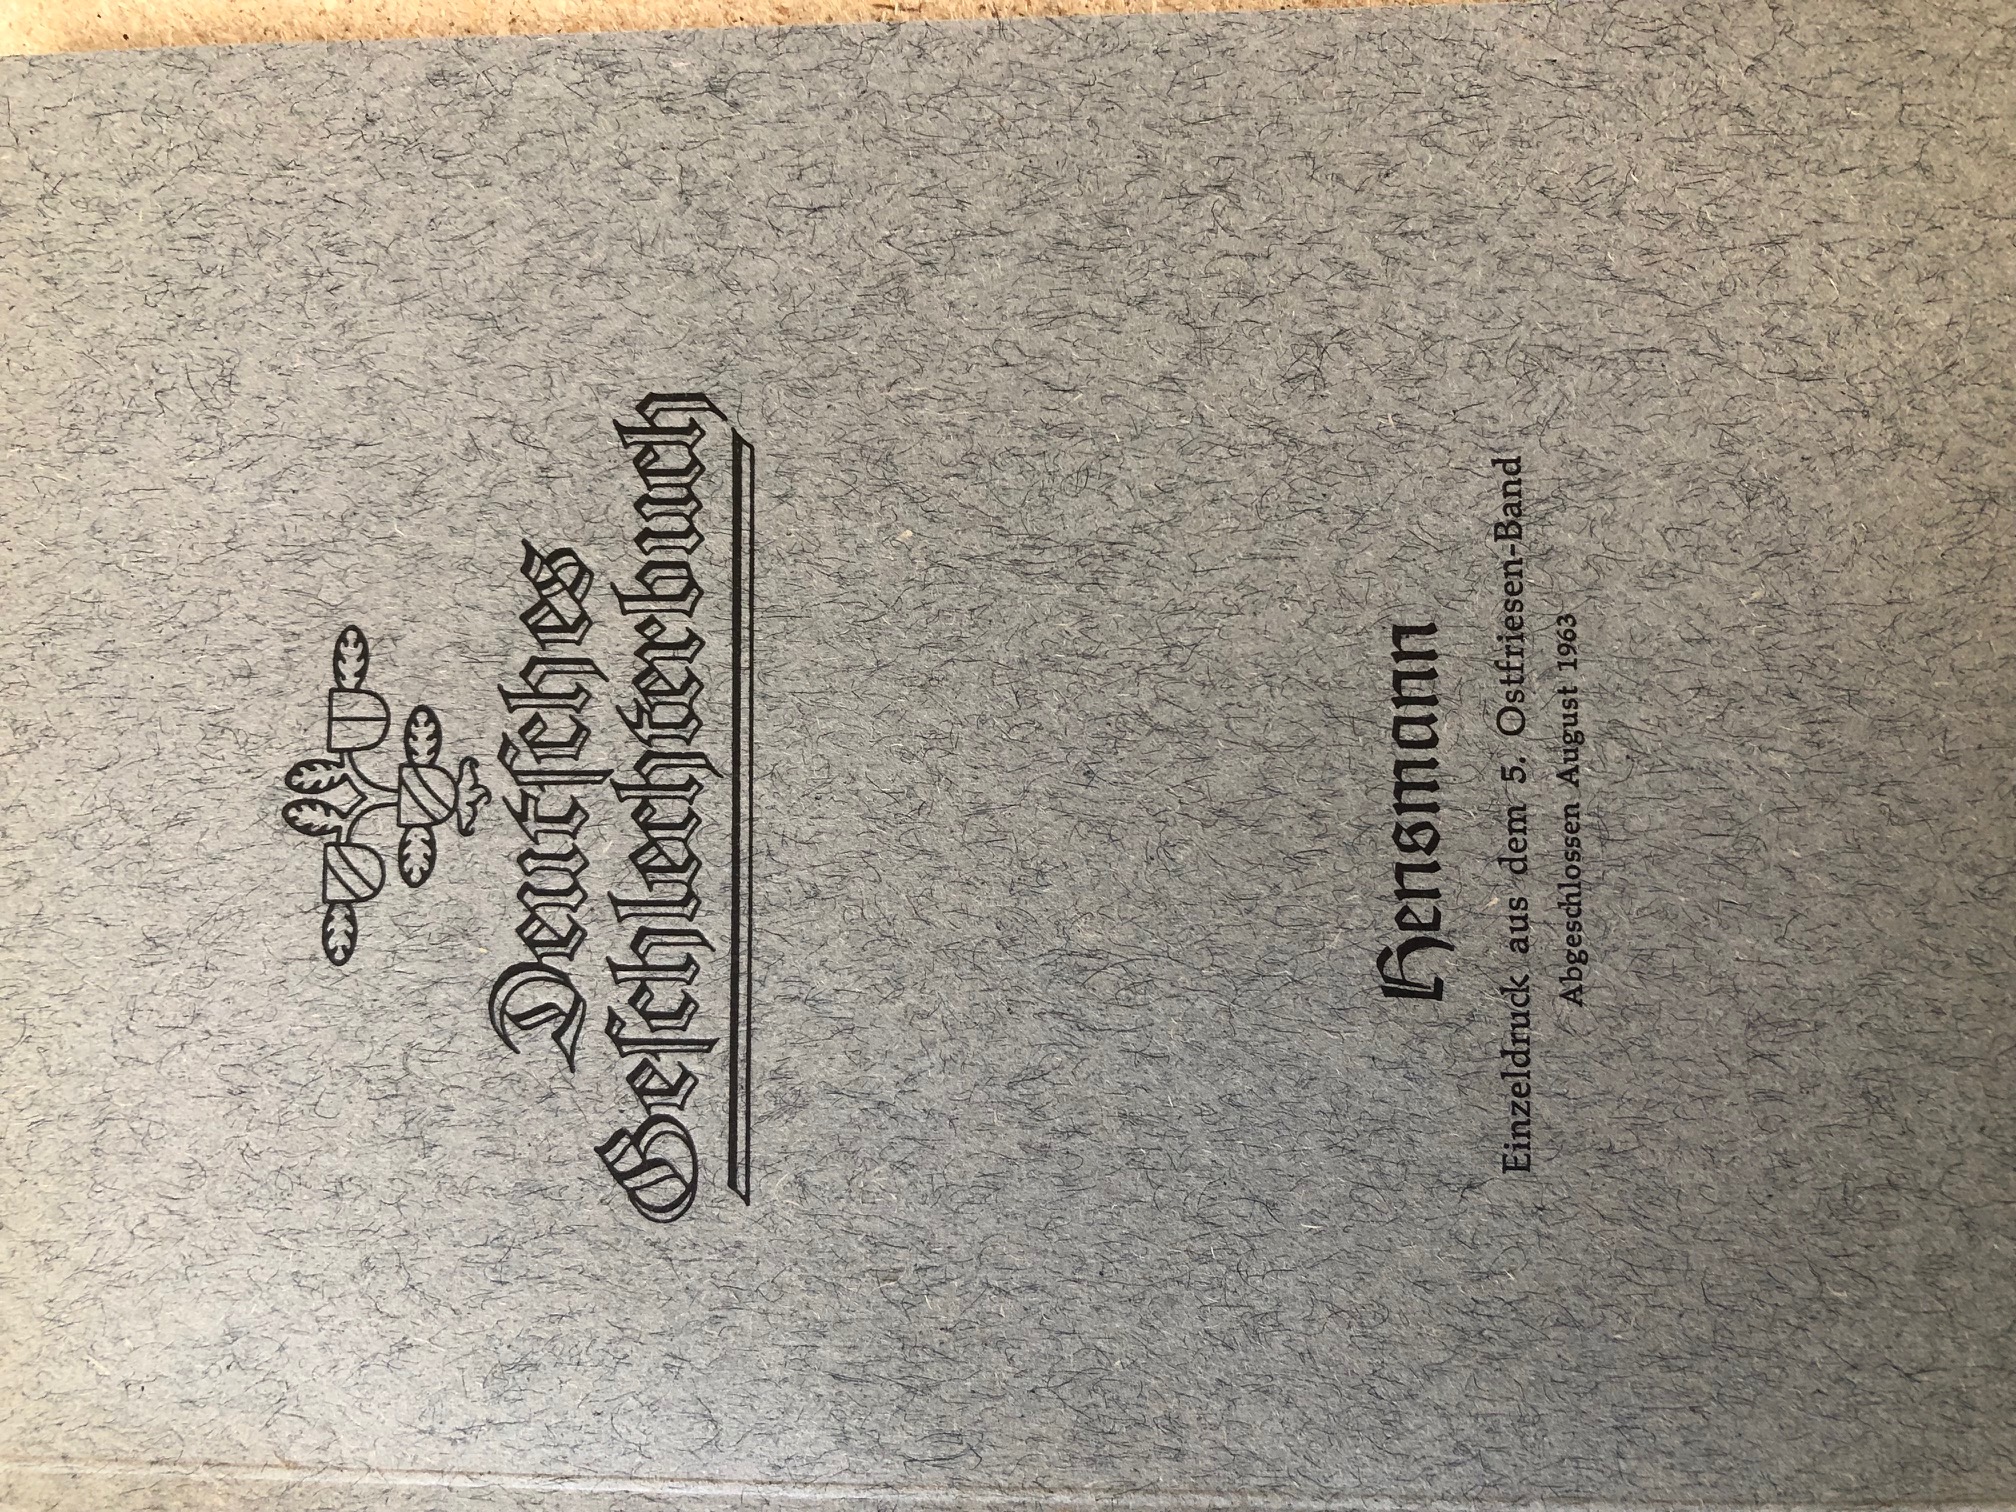 Deutſches
Geſchlechterbuch
Hensmann
Einzeldruck aus dem 5. Ostfriesen-Band
Abgeschlossen August 1963